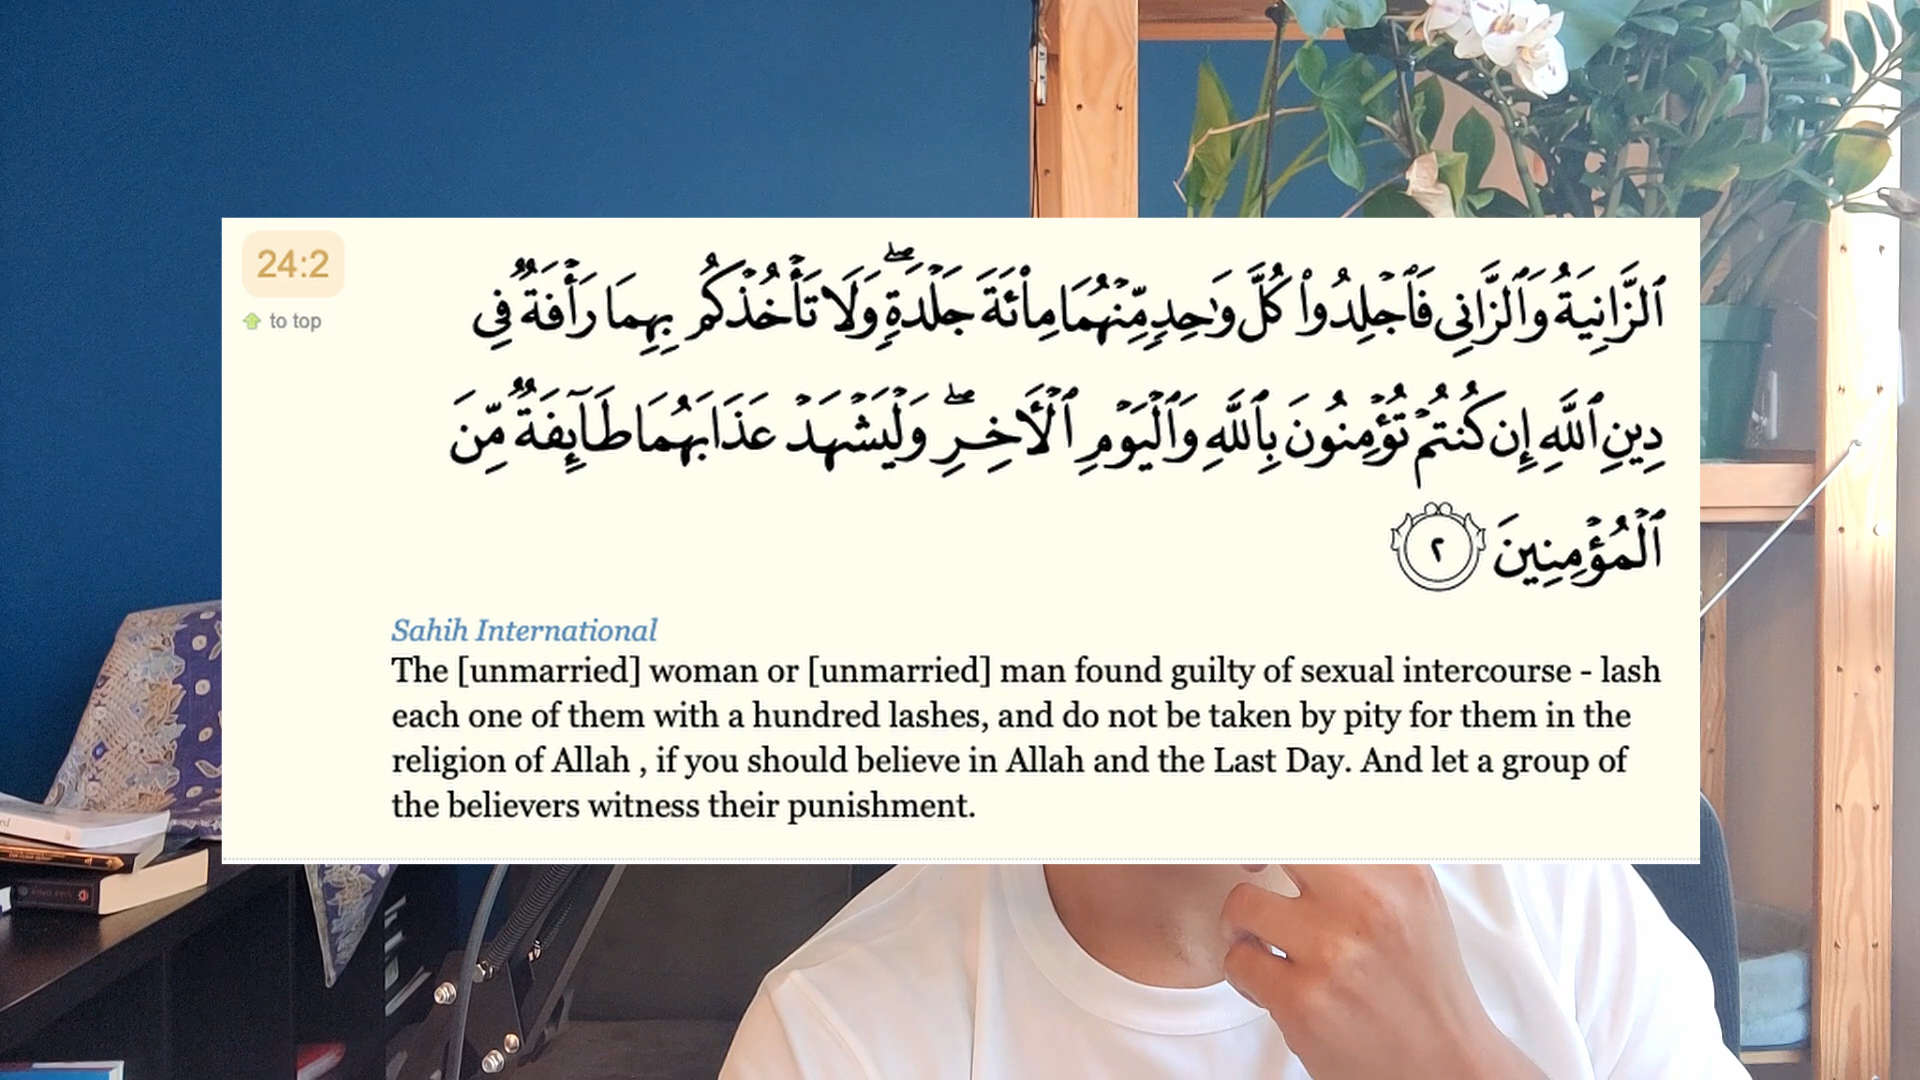 24:2
to top
ٱلزَّانِيَةُ وَٱلزَّانِى فَٱجْلِدُوا۟ كُلَّ وَٰحِدٍ مِّنْهُمَا مِا۟ئَةَ جَلْدَةٍ ۖ وَلَا تَأْخُذْكُم بِهِمَا رَأْفَةٌ فِى
دِينِ ٱللَّهِ إِن كُنتُمْ تُؤْمِنُونَ بِٱللَّهِ وَٱلْيَوْمِ ٱلْءَاخِرِ ۖ وَلْيَشْهَدْ عَذَابَهُمَا طَآئِفَةٌ مِّنَ
ٱلْمُؤْمِنِينَ ٢
Sahih International
The [unmarried] woman or [unmarried] man found guilty of sexual intercourse - lash
each one of them with a hundred lashes, and do not be taken by pity for them in the
religion of Allah , if you should believe in Allah and the Last Day. And let a group of
the believers witness their punishment.